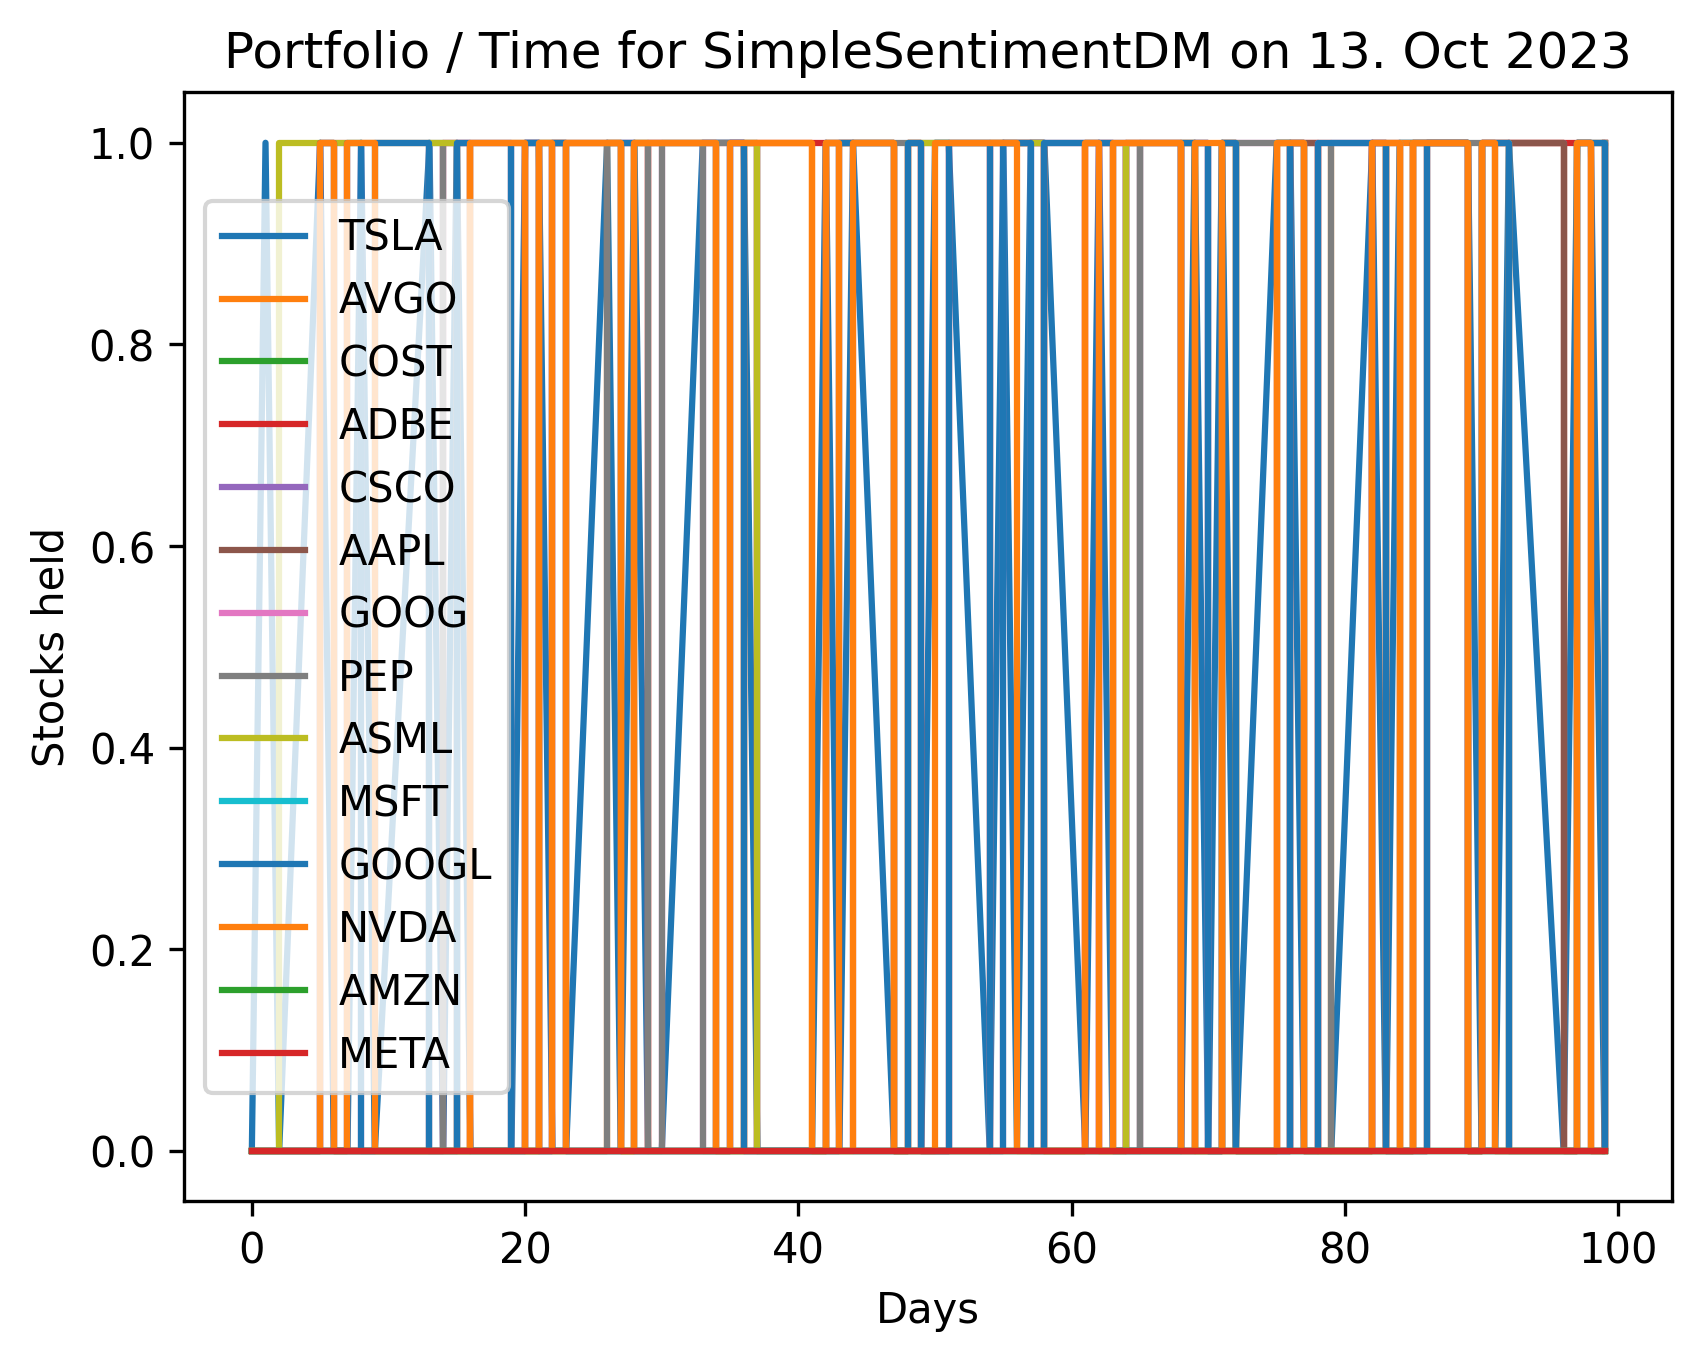 Portfolio / Time for SimpleSentimentDM on 13. Oct 2023
1.0
0.8
0.6
0.4
0.2
0.0
Stocks held
TSLA
AVGO
COST
ADBE
CSCO
AAPL
GOOG
PEP
ASML
MSFT
GOOGL
NVDA
AMZN
META
0 20 40 60 80 100
Days